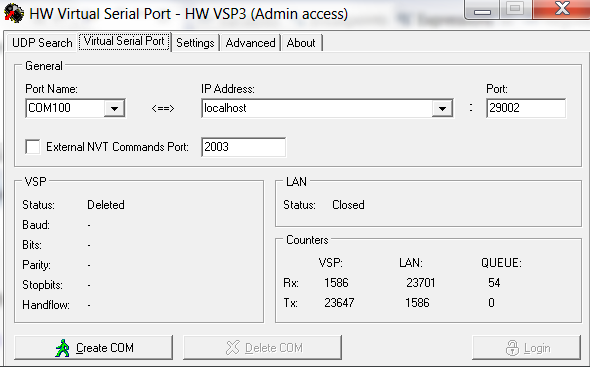 HW Virtual Serial Port - HW VSP3 (Admin access)
UDP Search Virtual Serial Port Settings Advanced About
General
Port Name: IP Address: Port:
COM100 <==> localhost : 29002
External NVT Commands Port: 2003
VSP
Status: Deleted
Baud: -
Bits: -
Parity: -
Stopbits: -
Handflow: -
LAN
Status: Closed
Counters
VSP: LAN: QUEUE:
Rx: 1586 23701 54
Tx: 23647 1586 0
Create COM Delete COM Login